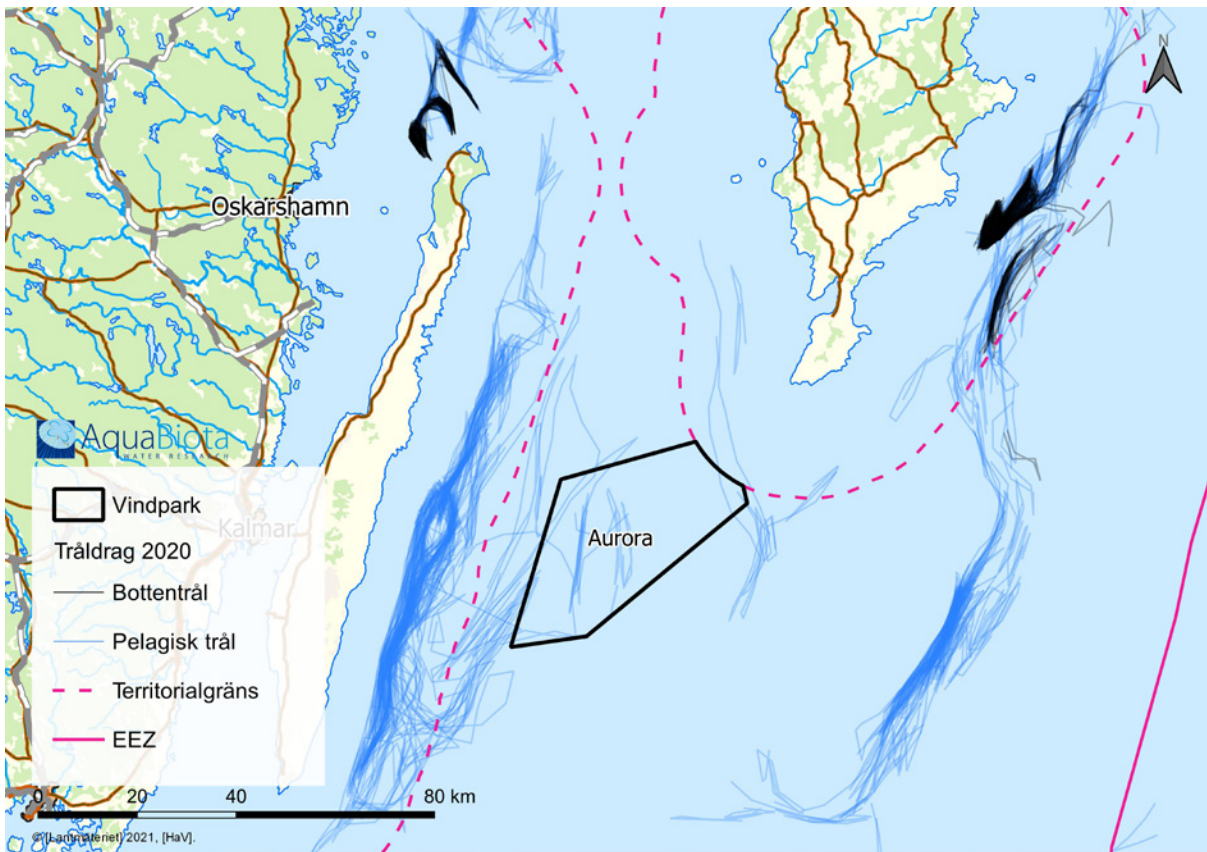 N
Oskarshamn
AquaBiota
WATER RESEARCH
Vindpark
Kalmar
Aurora
Tråldrag 2020
Bottentrål
Pelagisk trål
Territorialgräns
EEZ
0 20 40 80 km
© [Lantmäteriet] 2021, [HaV].